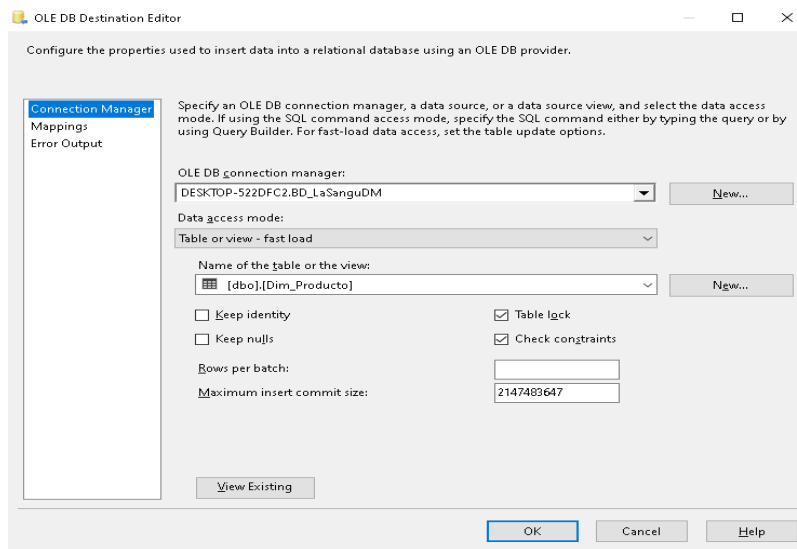 OLE DB Destination Editor
Configure the properties used to insert data into a relational database using an OLE DB provider.
Connection Manager
Mappings
Error Output
Specify an OLE DB connection manager, a data source, or a data source view, and select the data access
mode. If using the SQL command access mode, specify the SQL command either by typing the query or by
using Query Builder. For fast-load data access, set the table update options.
OLE DB connection manager:
DESKTOP-522DFC2.BD_LaSanguDM
New...
Data access mode:
Table or view - fast load
Name of the table or the view:
[dbo].[Dim_Producto]
New...
Keep identity
Table lock
Keep nulls
Check constraints
Rows per batch:
Maximum insert commit size:
2147483647
View Existing
OK
Cancel
Help